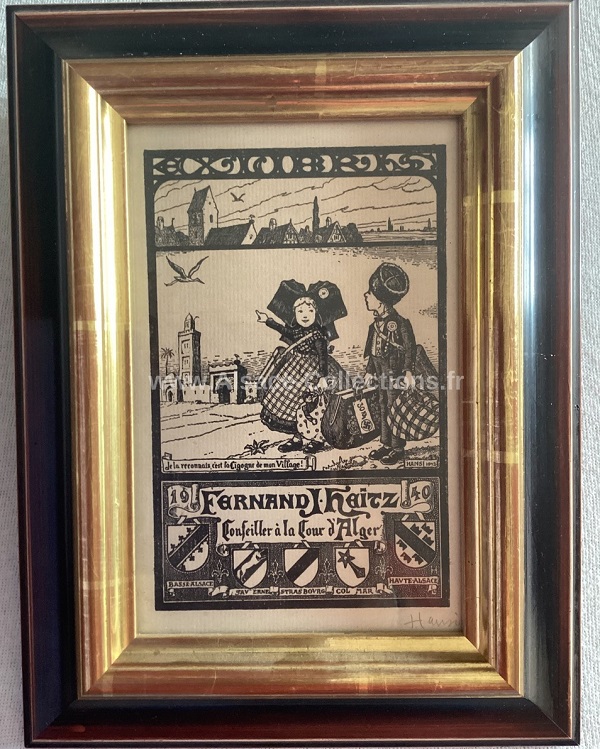 EX LIBRIS
www.Alsace-Collections.fr
Je la reconnais, c'est la Cigogne de mon Village!
HANSI
19 FERNAND J. HEITZ 40
Conseiller à la Cour d'Alger
BASSE-ALSACE
SAVERNE STRASBOURG COLMAR
HAUTE-ALSACE
Hansi